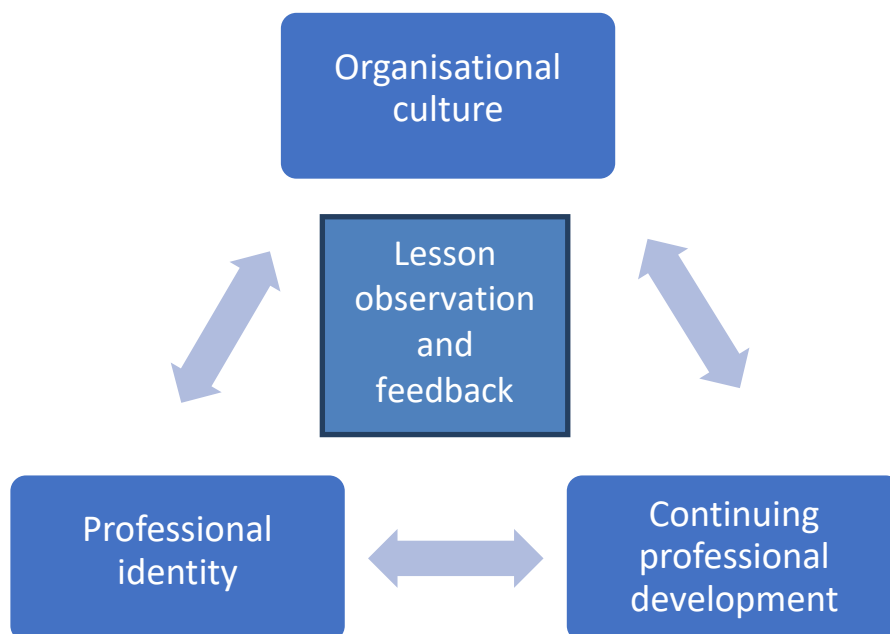 Organisational
culture
Lesson
observation
and
feedback
Professional
identity
Continuing
professional
development